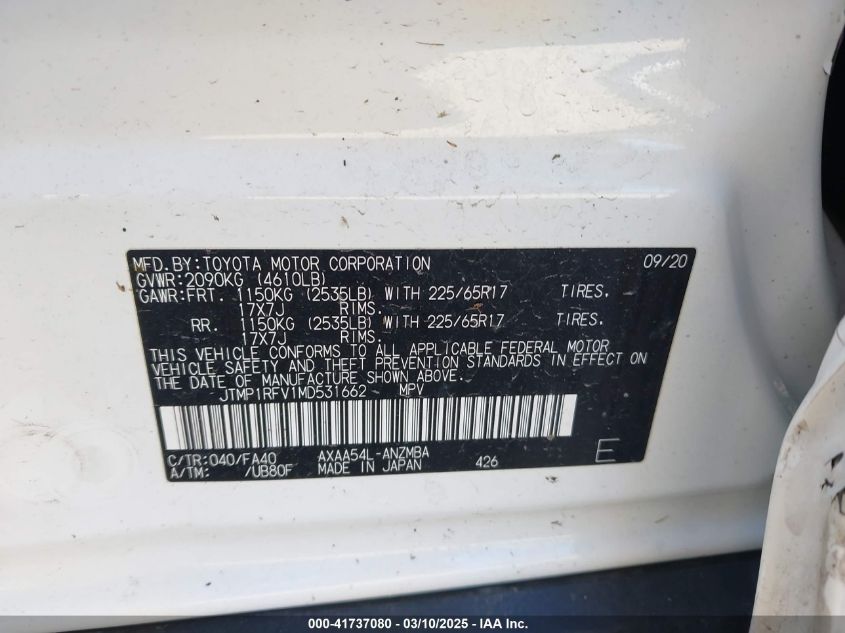 MFD.BY:TOYOTA MOTOR CORPORATION 09/20
GVWR:2090KG (4610LB)
GAWR:FRT. 1150KG (2535LB) WITH 225/65R17 TIRES.
17X7J RIMS.
RR. 1150KG (2535LB) WITH 225/65R17 TIRES.
17X7J RIMS.
THIS VEHICLE CONFORMS TO ALL APPLICABLE FEDERAL MOTOR
VEHICLE SAFETY AND THEFT PREVENTION STANDARDS IN EFFECT ON
THE DATE OF MANUFACTURE SHOWN ABOVE.
JTMP1RFV1MD531662 MPV
C/TR:040/FA40 AXAA54L-ANZMBA
A/TM: /UB80F MADE IN JAPAN 426 E
000-41737080 - 03/10/2025 - Copyright © IAA, Inc.